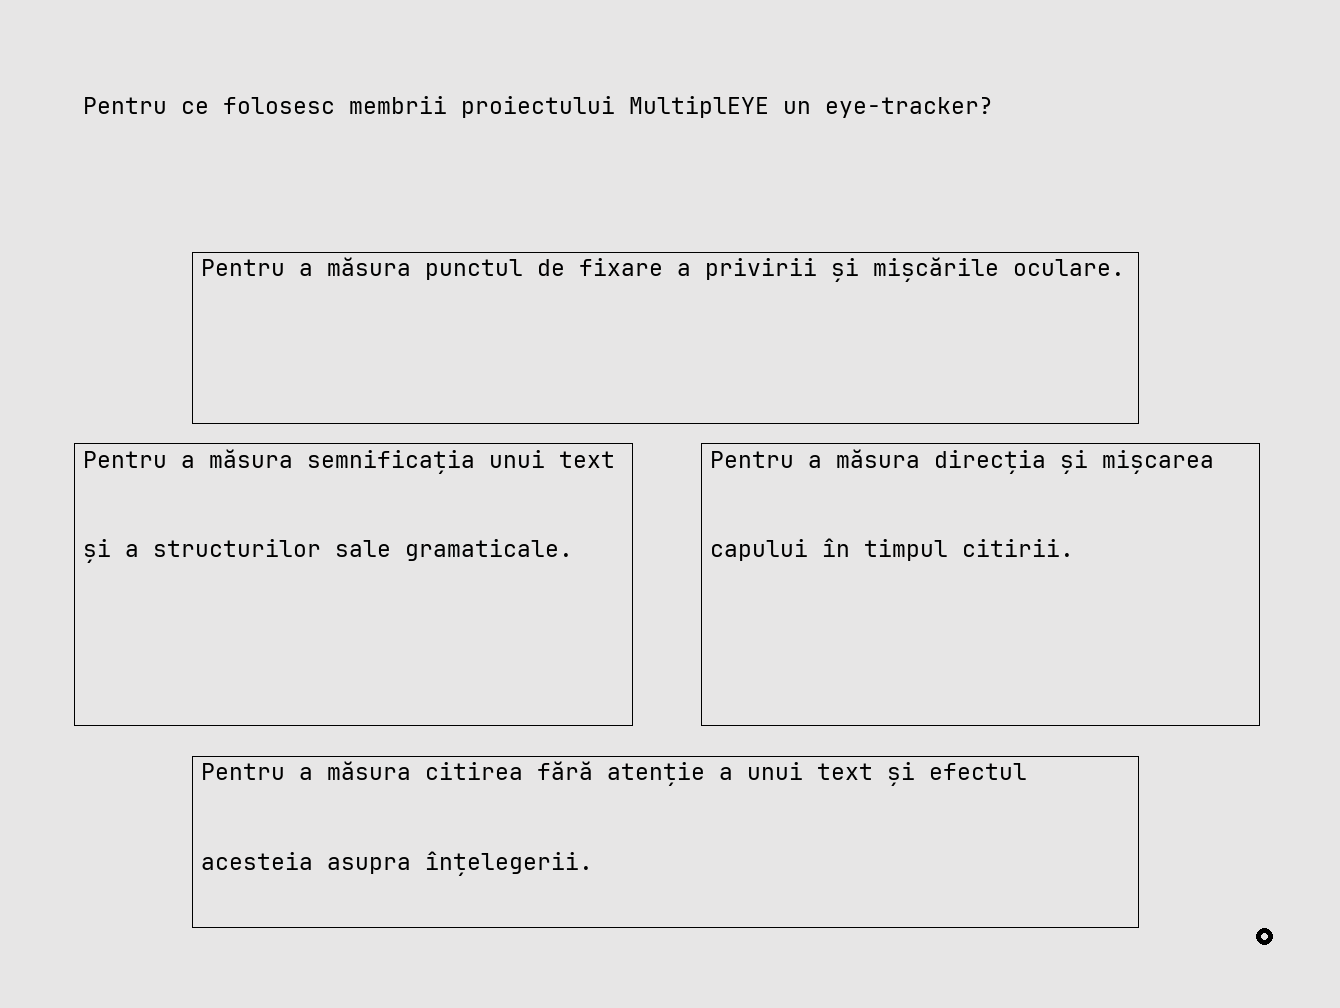 Pentru ce folosesc membrii proiectului MultiplEYE un eye-tracker?
Pentru a măsura punctul de fixare a privirii și mișcările oculare.
Pentru a măsura semnificația unui text
și a structurilor sale gramaticale.
Pentru a măsura direcția și mișcarea
capului în timpul citirii.
Pentru a măsura citirea fără atenție a unui text și efectul
acesteia asupra înțelegerii.